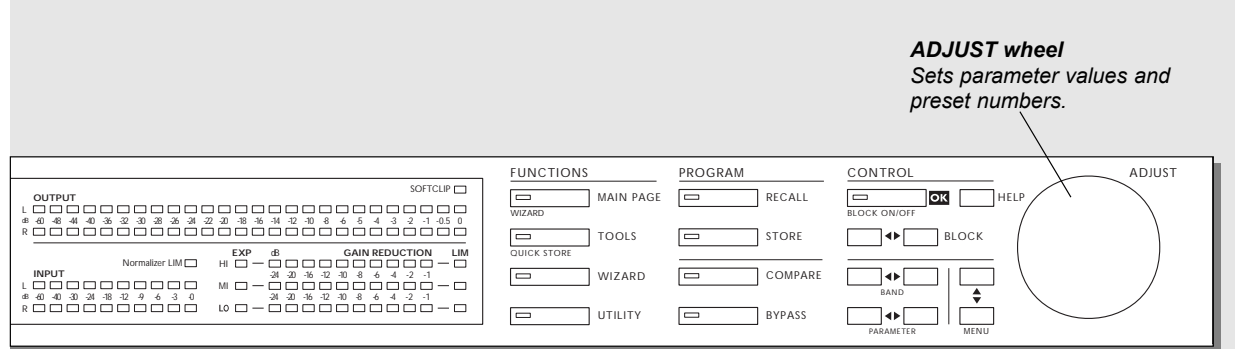 ADJUST wheel
Sets parameter values and
preset numbers.
FUNCTIONS
PROGRAM
CONTROL
ADJUST
SOFTCLIP
OUTPUT
L
dB -60 -48 -44 -40 -36 -32 -30 -28 -26 -24 -22 -20 -18 -16 -14 -12 -10 -8 -6 -5 -4 -3 -2 -1 -0.5 0
R
Normalizer LIM
INPUT
L
dB -60 -40 -30 -24 -18 -12 -9 -6 -3 -0
R
EXP dB GAIN REDUCTION LIM
HI
-24 -20 -16 -12 -10 -8 -6 -4 -2 -1
MI
-24 -20 -16 -12 -10 -8 -6 -4 -2 -1
LO
MAIN PAGE
WIZARD
TOOLS
QUICK STORE
WIZARD
UTILITY
RECALL
STORE
COMPARE
BYPASS
OK
HELP
BLOCK ON/OFF
BLOCK
BAND
PARAMETER
MENU